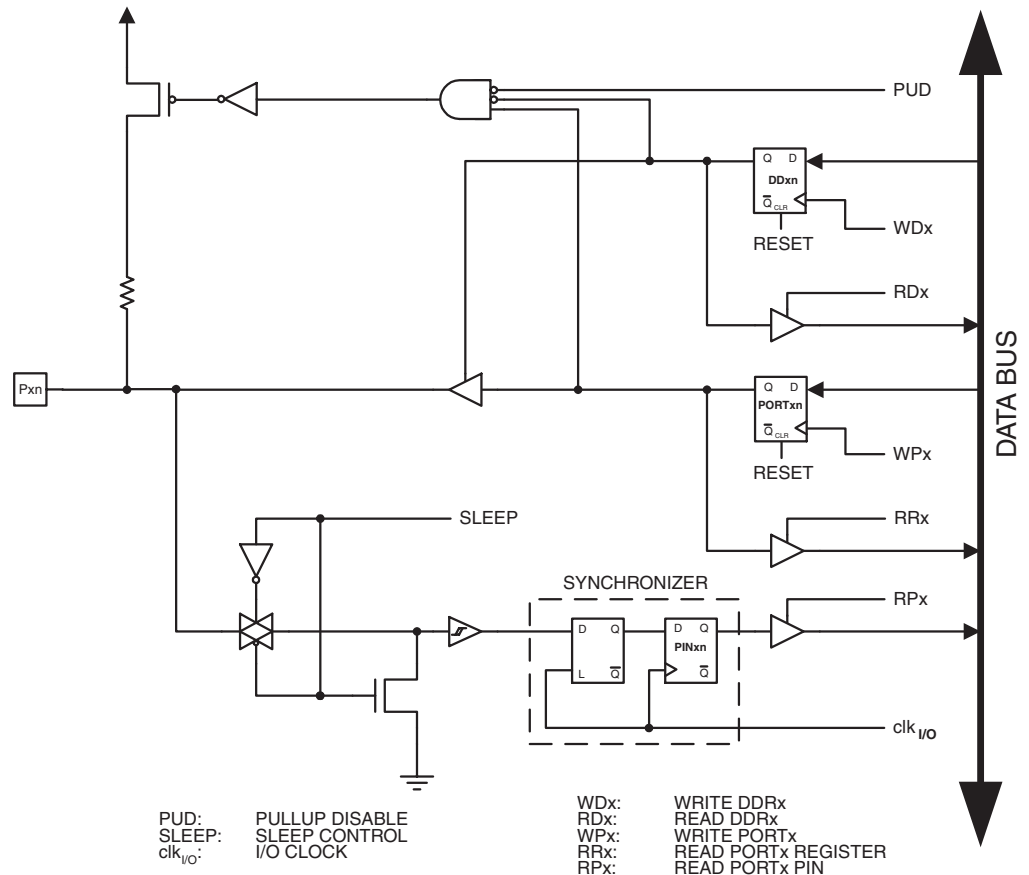 PUD
Q D
DDxn
Q CLR
WDx
RESET
RDx
Pxn
Q D
PORTxn
Q CLR
WPx
RESET
DATA BUS
SLEEP
RRx
SYNCHRONIZER
RPx
D Q
L Q
D Q
PINxn
Q
clk I/O
PUD: PULLUP DISABLE
SLEEP: SLEEP CONTROL
clk I/O: I/O CLOCK
WDx: WRITE DDRx
RDx: READ DDRx
WPx: WRITE PORTx
RRx: READ PORTx REGISTER
RPx: READ PORTx PIN